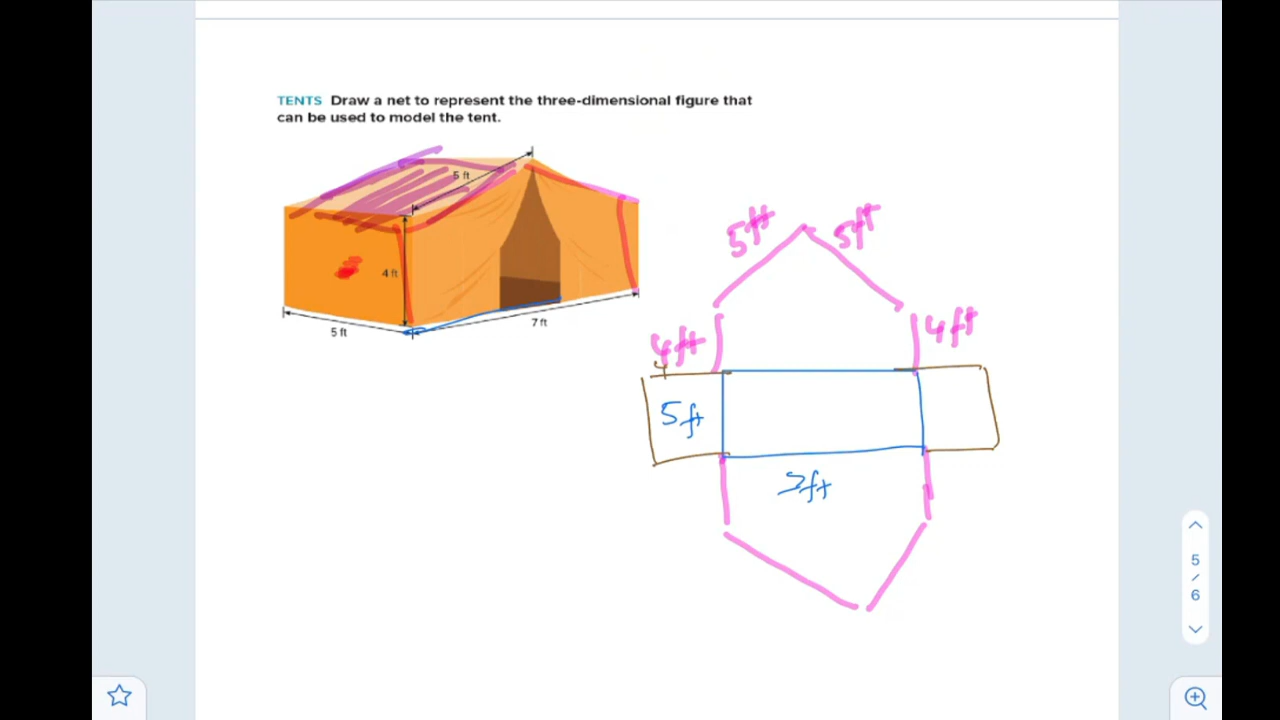 TENTS Draw a net to represent the three-dimensional figure that
can be used to model the tent.
5 ft
4 ft
5 ft
7 ft
5ft
5ft
4ft
4ft
4
5ft
7ft
5
/
6